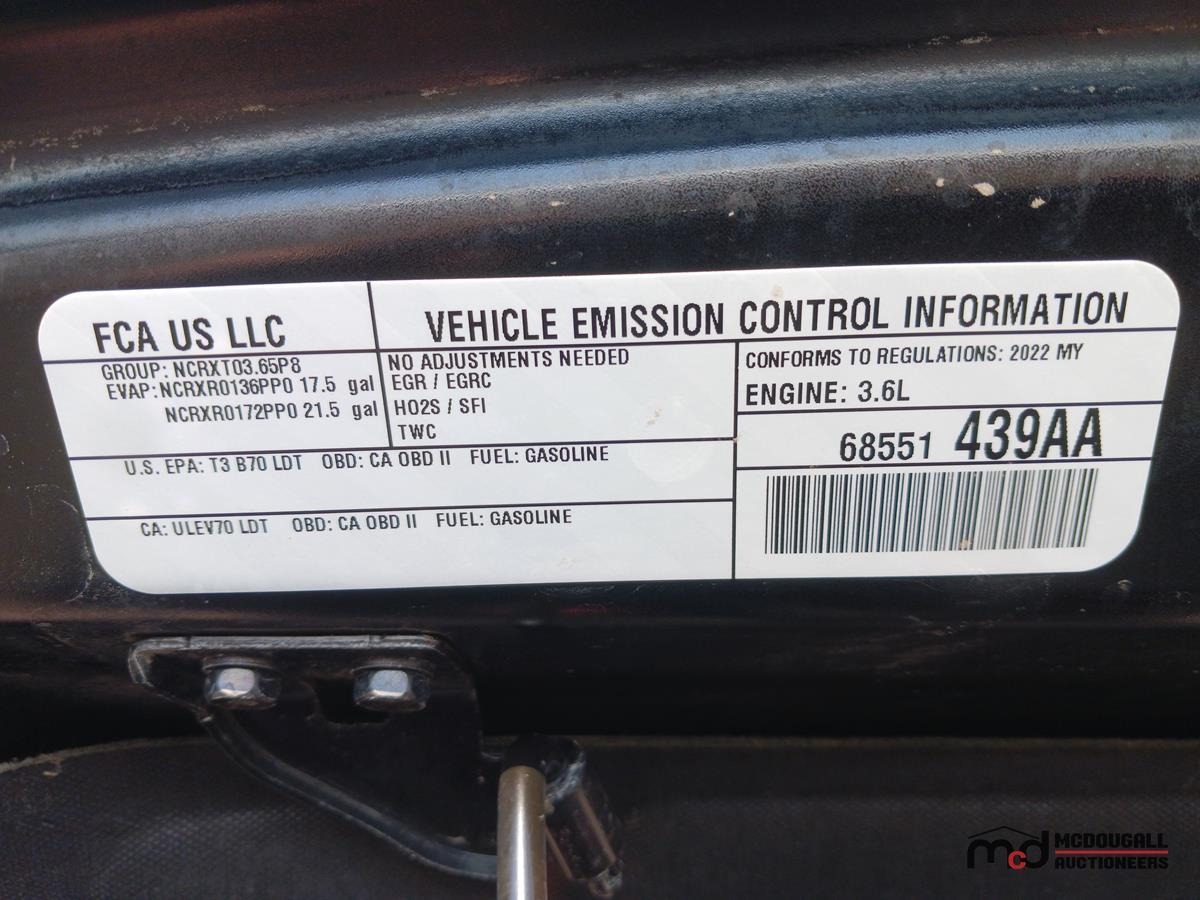 FCA US LLC
VEHICLE EMISSION CONTROL INFORMATION
GROUP: NCRXT03.65P8
EVAP: NCRXR0136PP0 17.5 gal
NCRXR0172PP0 21.5 gal
NO ADJUSTMENTS NEEDED
EGR / EGRC
HO2S / SFI
TWC
CONFORMS TO REGULATIONS: 2022 MY
ENGINE: 3.6L
68551 439AA
U.S. EPA: T3 B70 LDT OBD: CA OBD II FUEL: GASOLINE
CA: ULEV70 LDT OBD: CA OBD II FUEL: GASOLINE
mcd MCDOUGALL
AUCTIONEERS